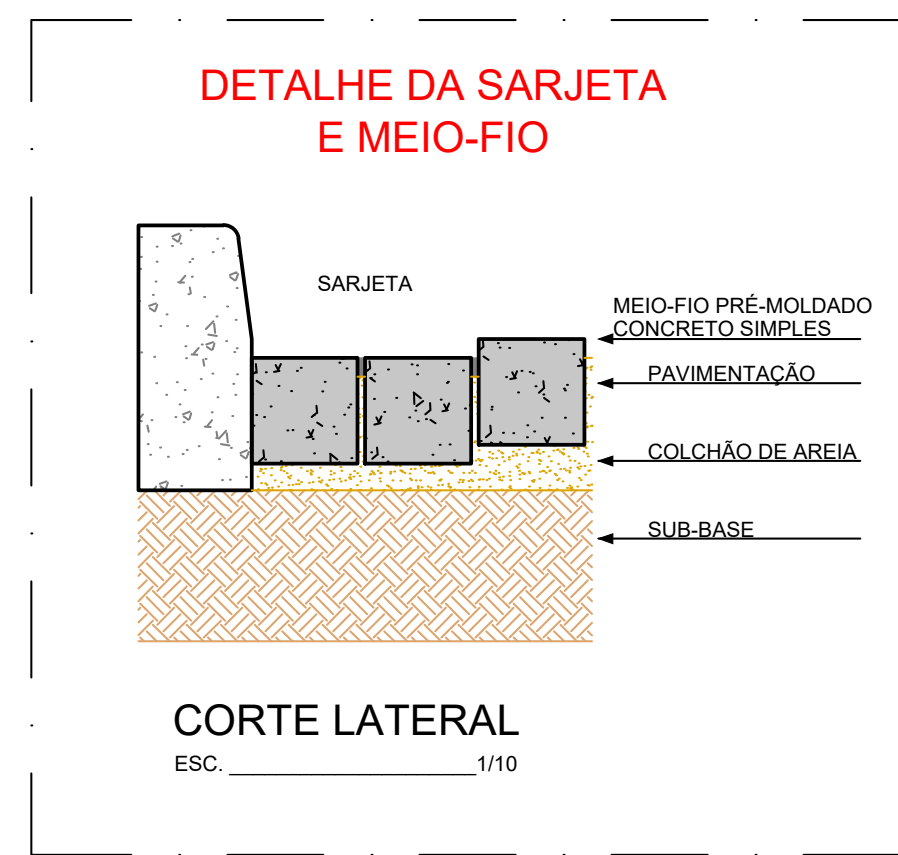 DETALHE DA SARJETA
E MEIO-FIO
SARJETA
MEIO-FIO PRÉ-MOLDADO
CONCRETO SIMPLES
PAVIMENTAÇÃO
COLCHÃO DE AREIA
SUB-BASE
CORTE LATERAL
ESC. ______________________1/10